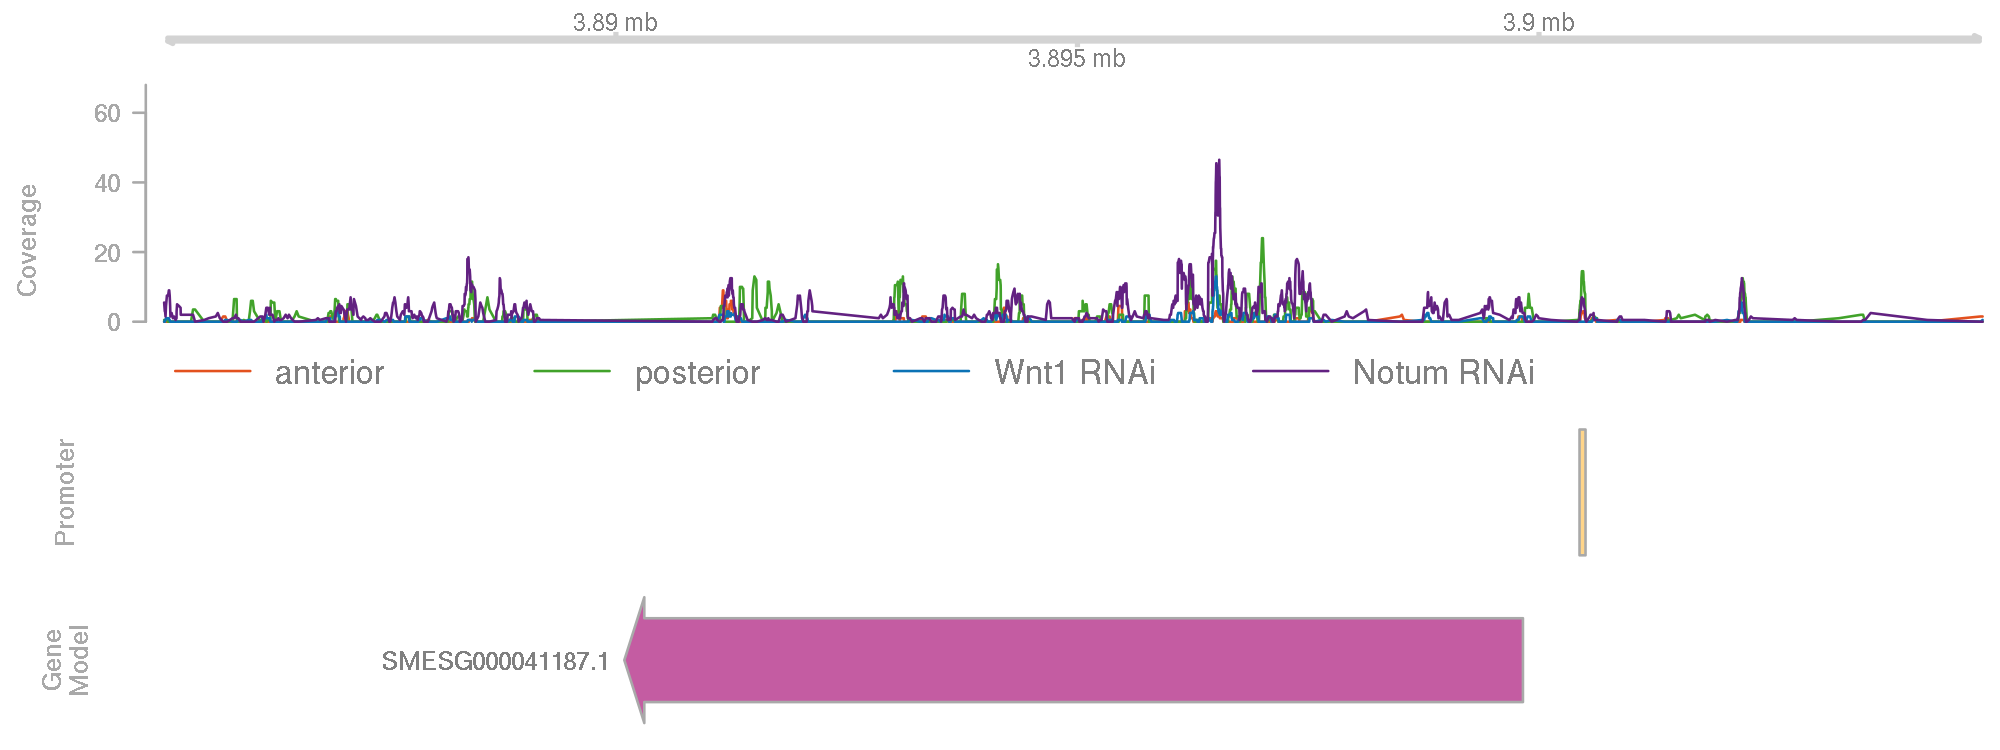 3.89 mb
3.9 mb
3.895 mb
Coverage
60
40
20
0
anterior
posterior
Wnt1 RNAi
Notum RNAi
Promoter
Gene
Model
SMESG000041187.1